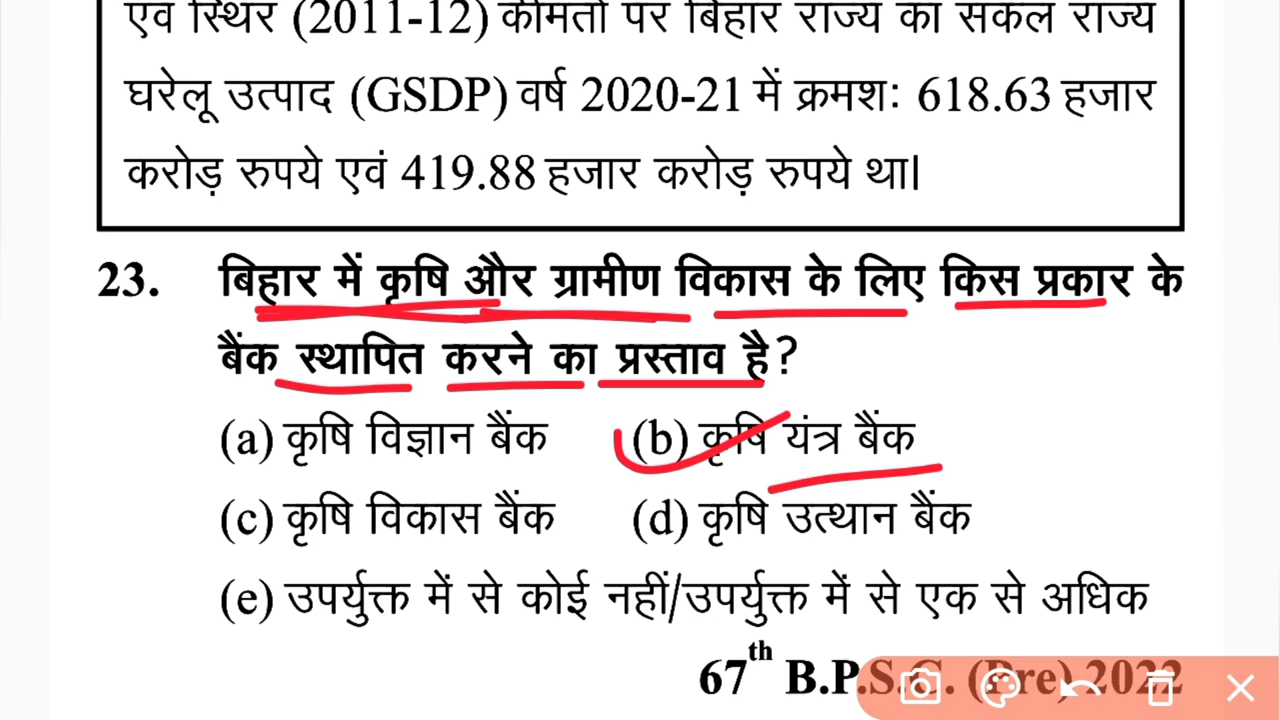 एवं स्थिर (2011-12) कीमतों पर बिहार राज्य का सकल राज्य
घरेलू उत्पाद (GSDP) वर्ष 2020-21 में क्रमशः 618.63 हजार
करोड़ रुपये एवं 419.88 हजार करोड़ रुपये था।
23. बिहार में कृषि और ग्रामीण विकास के लिए किस प्रकार के
बैंक स्थापित करने का प्रस्ताव है?
(a) कृषि विज्ञान बैंक (b) कृषि यंत्र बैंक
(c) कृषि विकास बैंक (d) कृषि उत्थान बैंक
(e) उपर्युक्त में से कोई नहीं/उपर्युक्त में से एक से अधिक
67th B.P.S.C. (Pre) 2022